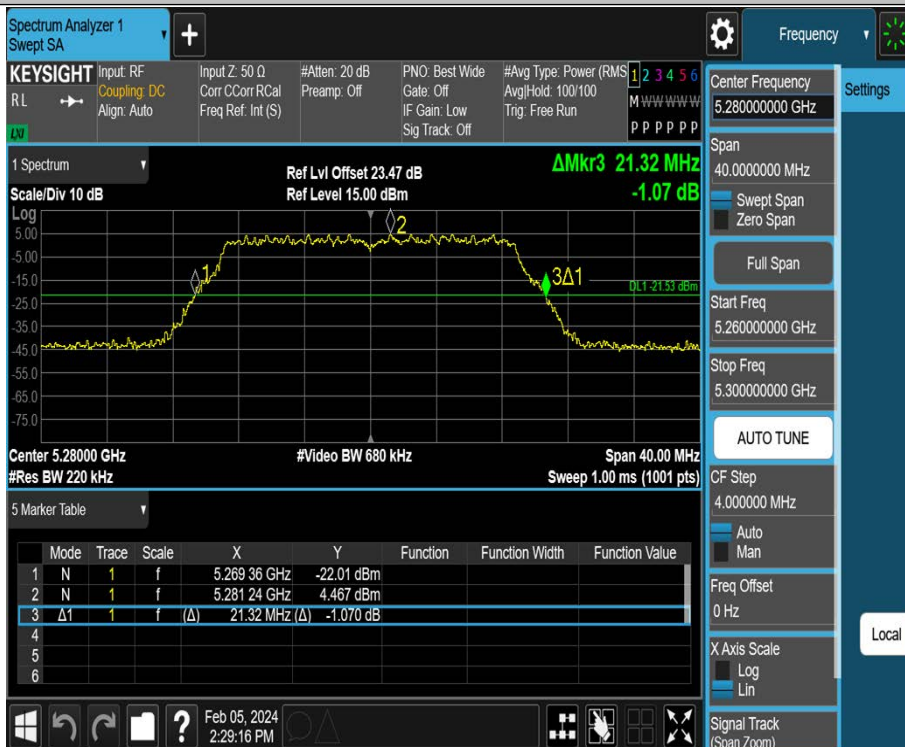 Spectrum Analyzer 1
Swept SA
Frequency
KEYSIGHT
RL
LXI
Input: RF
Coupling: DC
Align: Auto
Input Z: 50 Ω
Corr CCorr RCal
Freq Ref: Int (S)
#Atten: 20 dB
Preamp: Off
PNO: Best Wide
Gate: Off
IF Gain: Low
Sig Track: Off
#Avg Type: Power (RMS
Avg|Hold: 100/100
Trig: Free Run
1 2 3 4 5 6
M W W W W W
P P P P P P
Center Frequency
5.280000000 GHz
Settings
Span
40.0000000 MHz
Swept Span
Zero Span
Full Span
Start Freq
5.260000000 GHz
Stop Freq
5.300000000 GHz
AUTO TUNE
CF Step
4.000000 MHz
Auto
Man
Freq Offset
0 Hz
X Axis Scale
Log
Lin
Signal Track
(Span Zoom)
Local
1 Spectrum
Scale/Div 10 dB
Ref Lvl Offset 23.47 dB
Ref Level 15.00 dBm
ΔMkr3 21.32 MHz
-1.07 dB
Log
5.00
-5.00
-15.0
-25.0
-35.0
-45.0
-55.0
-65.0
-75.0
1
2
3Δ1
DL1 -21.53 dBm
Center 5.28000 GHz
#Res BW 220 kHz
#Video BW 680 kHz
Span 40.00 MHz
Sweep 1.00 ms (1001 pts)
5 Marker Table
Mode Trace Scale X Y Function Function Width Function Value
1 N 1 f 5.269 36 GHz -22.01 dBm
2 N 1 f 5.281 24 GHz 4.467 dBm
3 Δ1 1 f (Δ) 21.32 MHz (Δ) -1.070 dB
4
5
6
?
Feb 05, 2024
2:29:16 PM